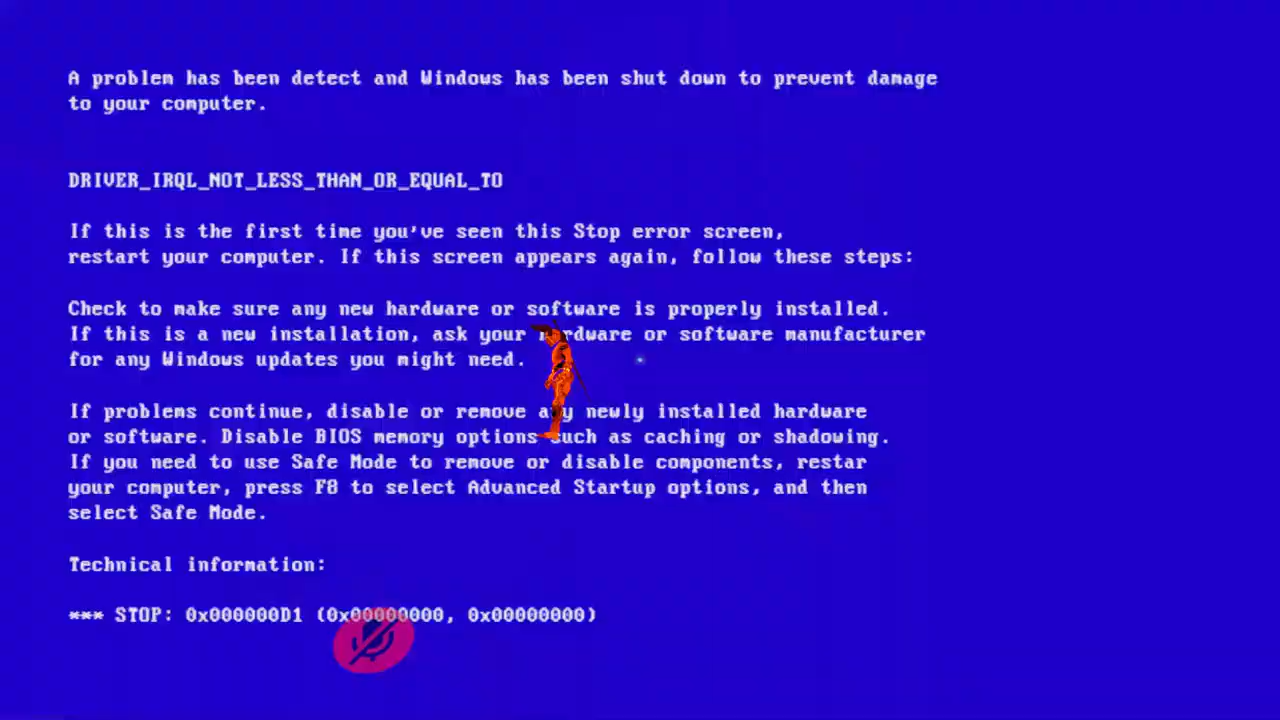 A problem has been detect and Windows has been shut down to prevent damage
to your computer.
DRIVER_IRQL_NOT_LESS_THAN_OR_EQUAL_TO
If this is the first time you've seen this Stop error screen,
restart your computer. If this screen appears again, follow these steps:
Check to make sure any new hardware or software is properly installed.
If this is a new installation, ask your hardware or software manufacturer
for any Windows updates you might need.
If problems continue, disable or remove any newly installed hardware
or software. Disable BIOS memory options such as caching or shadowing.
If you need to use Safe Mode to remove or disable components, restar
your computer, press F8 to select Advanced Startup options, and then
select Safe Mode.
Technical information:
*** STOP: 0x000000D1 (0x00000000, 0x00000000)